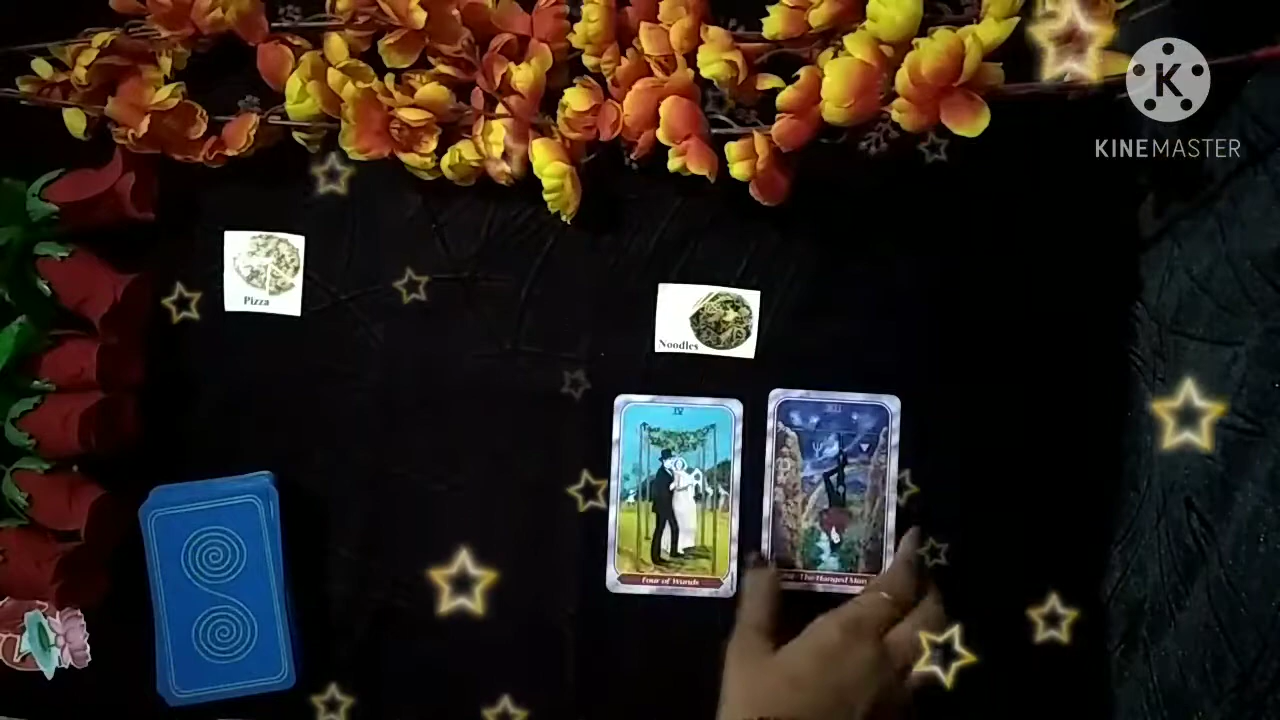 K
KINEMASTER
Pizza
Noodles
IV
Four of Wands
The Hanged Man